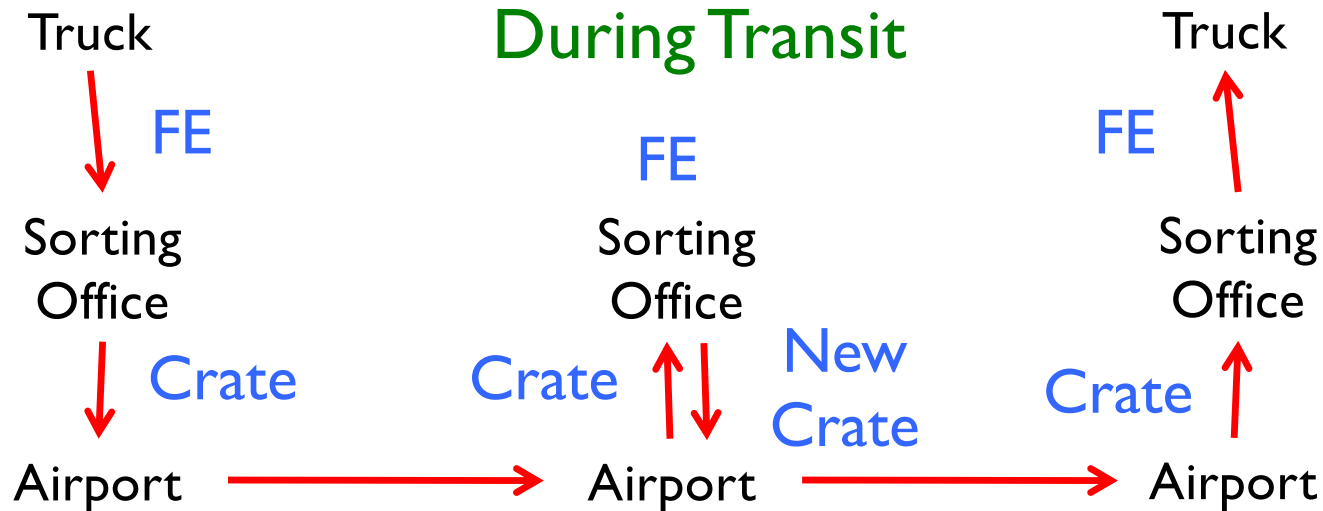 Truck
During Transit
Truck
FE
FE
FE
Sorting
Office
Sorting
Office
Sorting
Office
Crate
Crate
New
Crate
Crate
Airport
Airport
Airport